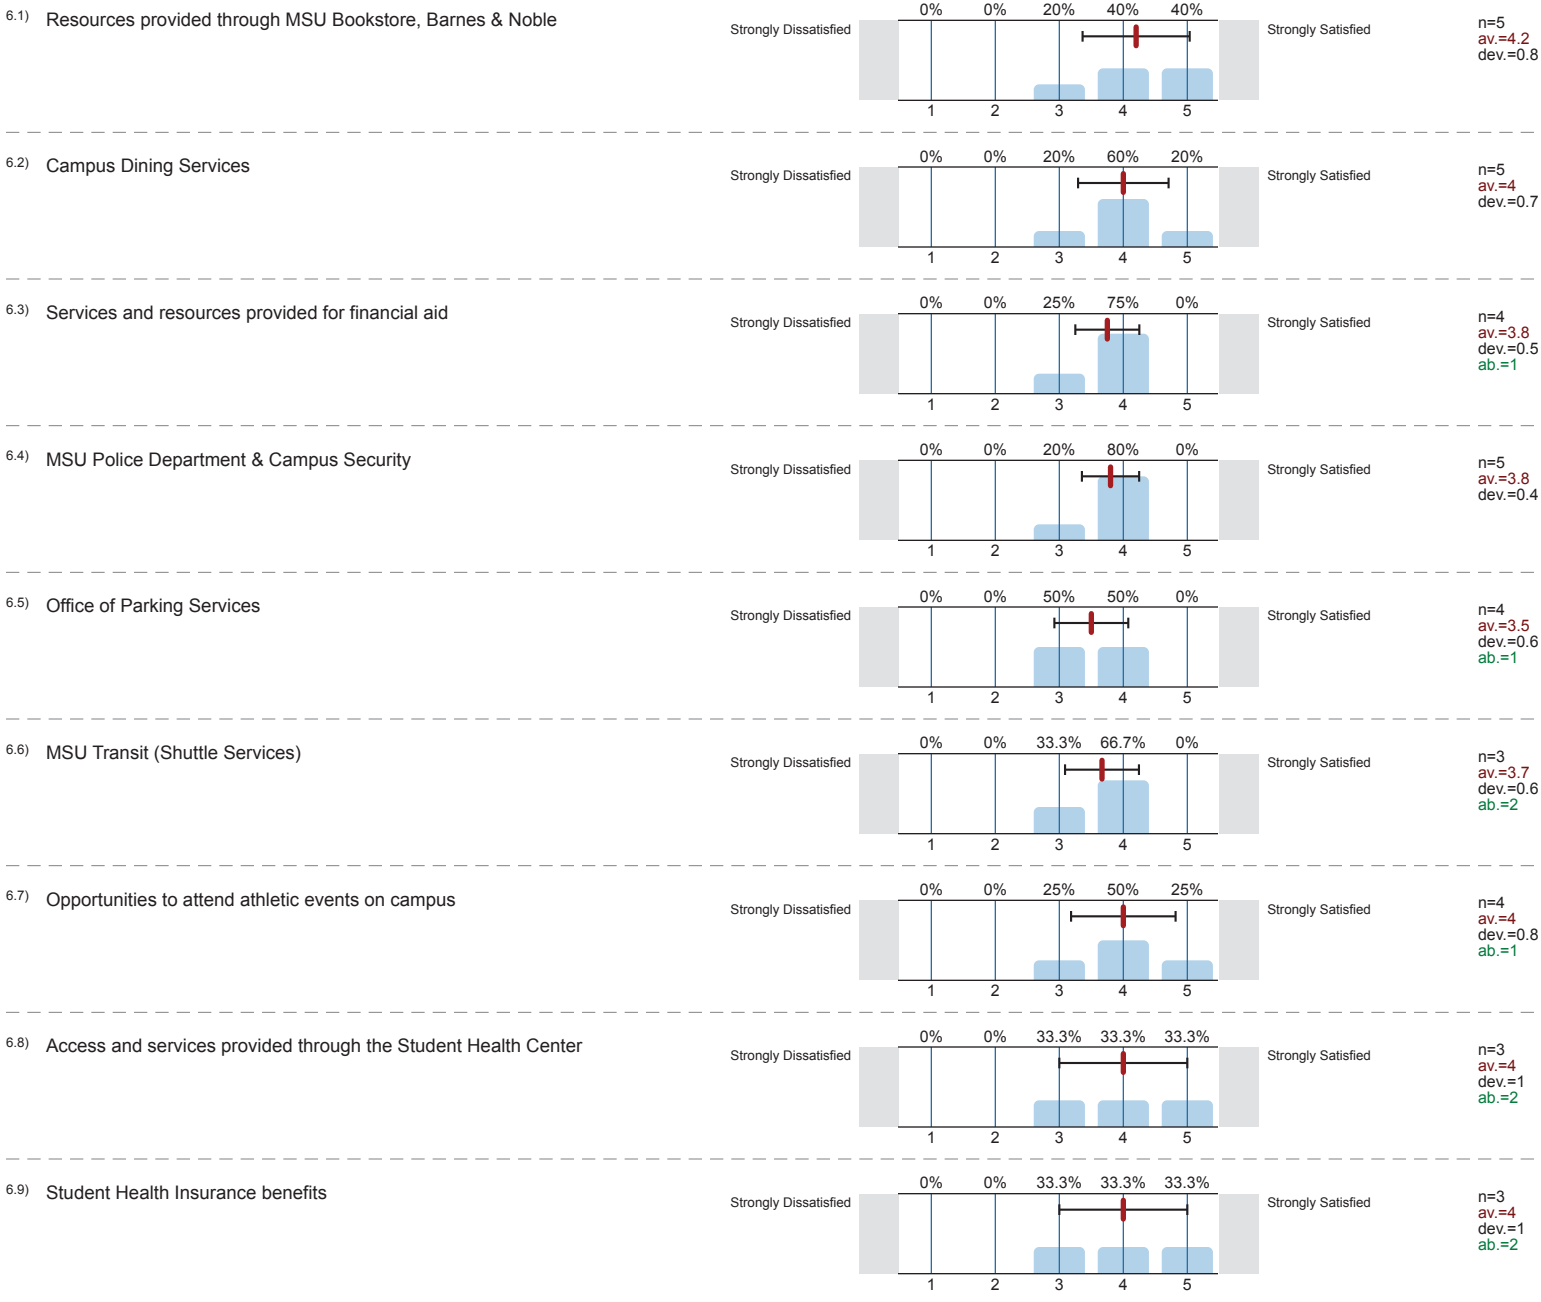 6.1) Resources provided through MSU Bookstore, Barnes & Noble
0% 0% 20% 40% 40%
Strongly Dissatisfied Strongly Satisfied
n=5
av.=4.2
dev.=0.8
1 2 3 4 5
6.2) Campus Dining Services
0% 0% 20% 60% 20%
Strongly Dissatisfied Strongly Satisfied
n=5
av.=4
dev.=0.7
1 2 3 4 5
6.3) Services and resources provided for financial aid
0% 0% 25% 75% 0%
Strongly Dissatisfied Strongly Satisfied
n=4
av.=3.8
dev.=0.5
ab.=1
1 2 3 4 5
6.4) MSU Police Department & Campus Security
0% 0% 20% 80% 0%
Strongly Dissatisfied Strongly Satisfied
n=5
av.=3.8
dev.=0.4
1 2 3 4 5
6.5) Office of Parking Services
0% 0% 50% 50% 0%
Strongly Dissatisfied Strongly Satisfied
n=4
av.=3.5
dev.=0.6
ab.=1
1 2 3 4 5
6.6) MSU Transit (Shuttle Services)
0% 0% 33.3% 66.7% 0%
Strongly Dissatisfied Strongly Satisfied
n=3
av.=3.7
dev.=0.6
ab.=2
1 2 3 4 5
6.7) Opportunities to attend athletic events on campus
0% 0% 25% 50% 25%
Strongly Dissatisfied Strongly Satisfied
n=4
av.=4
dev.=0.8
ab.=1
1 2 3 4 5
6.8) Access and services provided through the Student Health Center
0% 0% 33.3% 33.3% 33.3%
Strongly Dissatisfied Strongly Satisfied
n=3
av.=4
dev.=1
ab.=2
1 2 3 4 5
6.9) Student Health Insurance benefits
0% 0% 33.3% 33.3% 33.3%
Strongly Dissatisfied Strongly Satisfied
n=3
av.=4
dev.=1
ab.=2
1 2 3 4 5